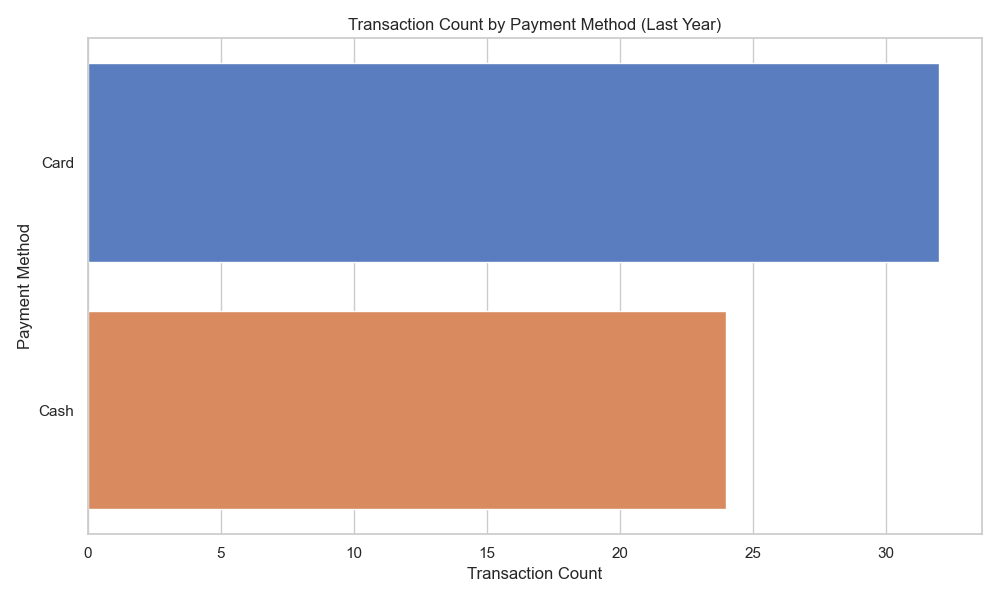 Transaction Count by Payment Method (Last Year)
Payment Method
Card
Cash
0 5 10 15 20 25 30
Transaction Count